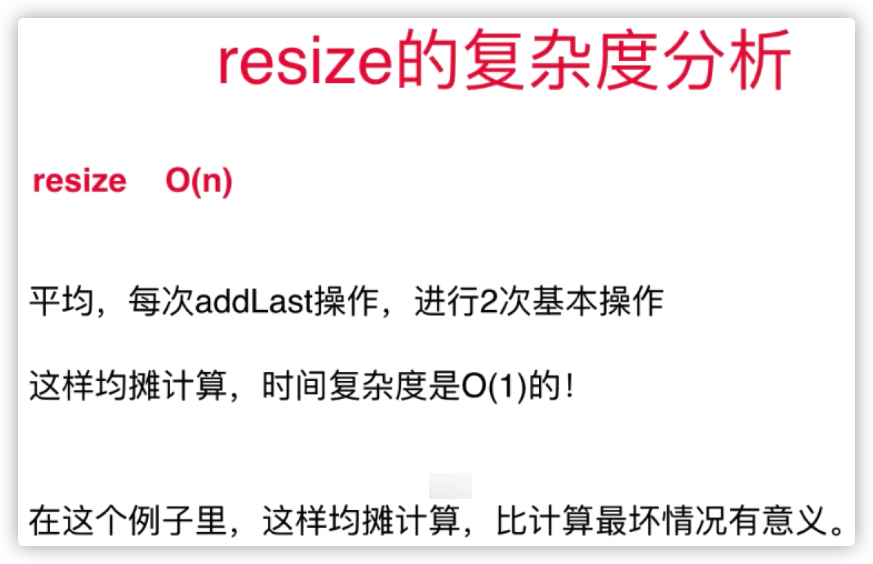 resize的复杂度分析
resize O(n)
平均，每次addLast操作，进行2次基本操作
这样均摊计算，时间复杂度是O(1)的！
在这个例子里，这样均摊计算，比计算最坏情况有意义。